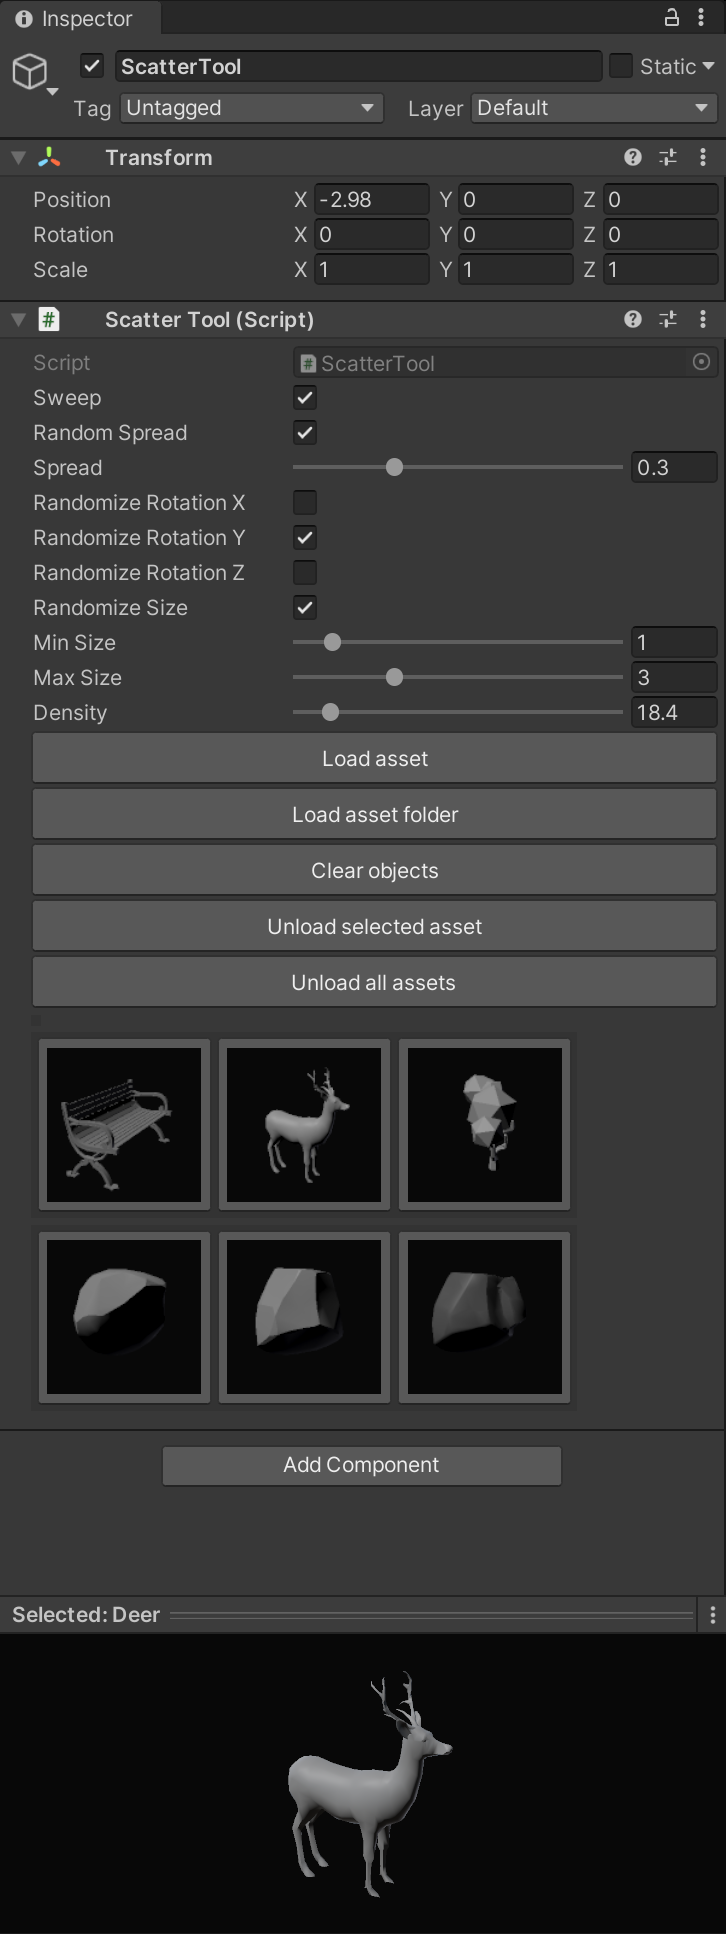 Inspector
ScatterTool Static
Tag Untagged Layer Default
Transform
Position X -2.98 Y 0 Z 0
Rotation X 0 Y 0 Z 0
Scale X 1 Y 1 Z 1
# Scatter Tool (Script)
Script # ScatterTool
Sweep
Random Spread
Spread 0.3
Randomize Rotation X
Randomize Rotation Y
Randomize Rotation Z
Randomize Size
Min Size 1
Max Size 3
Density 18.4
Load asset
Load asset folder
Clear objects
Unload selected asset
Unload all assets
Add Component
Selected: Deer